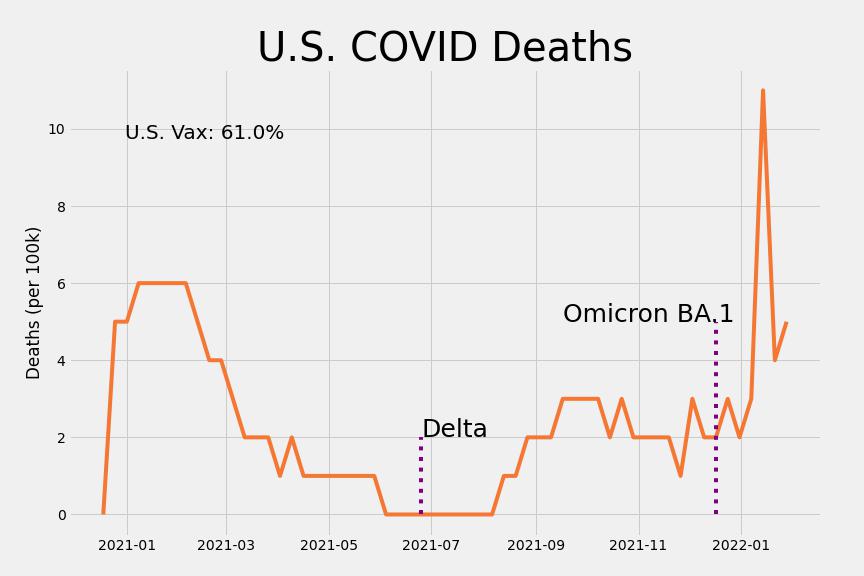 U.S. COVID Deaths
U.S. Vax: 61.0%
Deaths (per 100k)
10
8
6
4
2
0
Omicron BA.1
Delta
2021-01 2021-03 2021-05 2021-07 2021-09 2021-11 2022-01